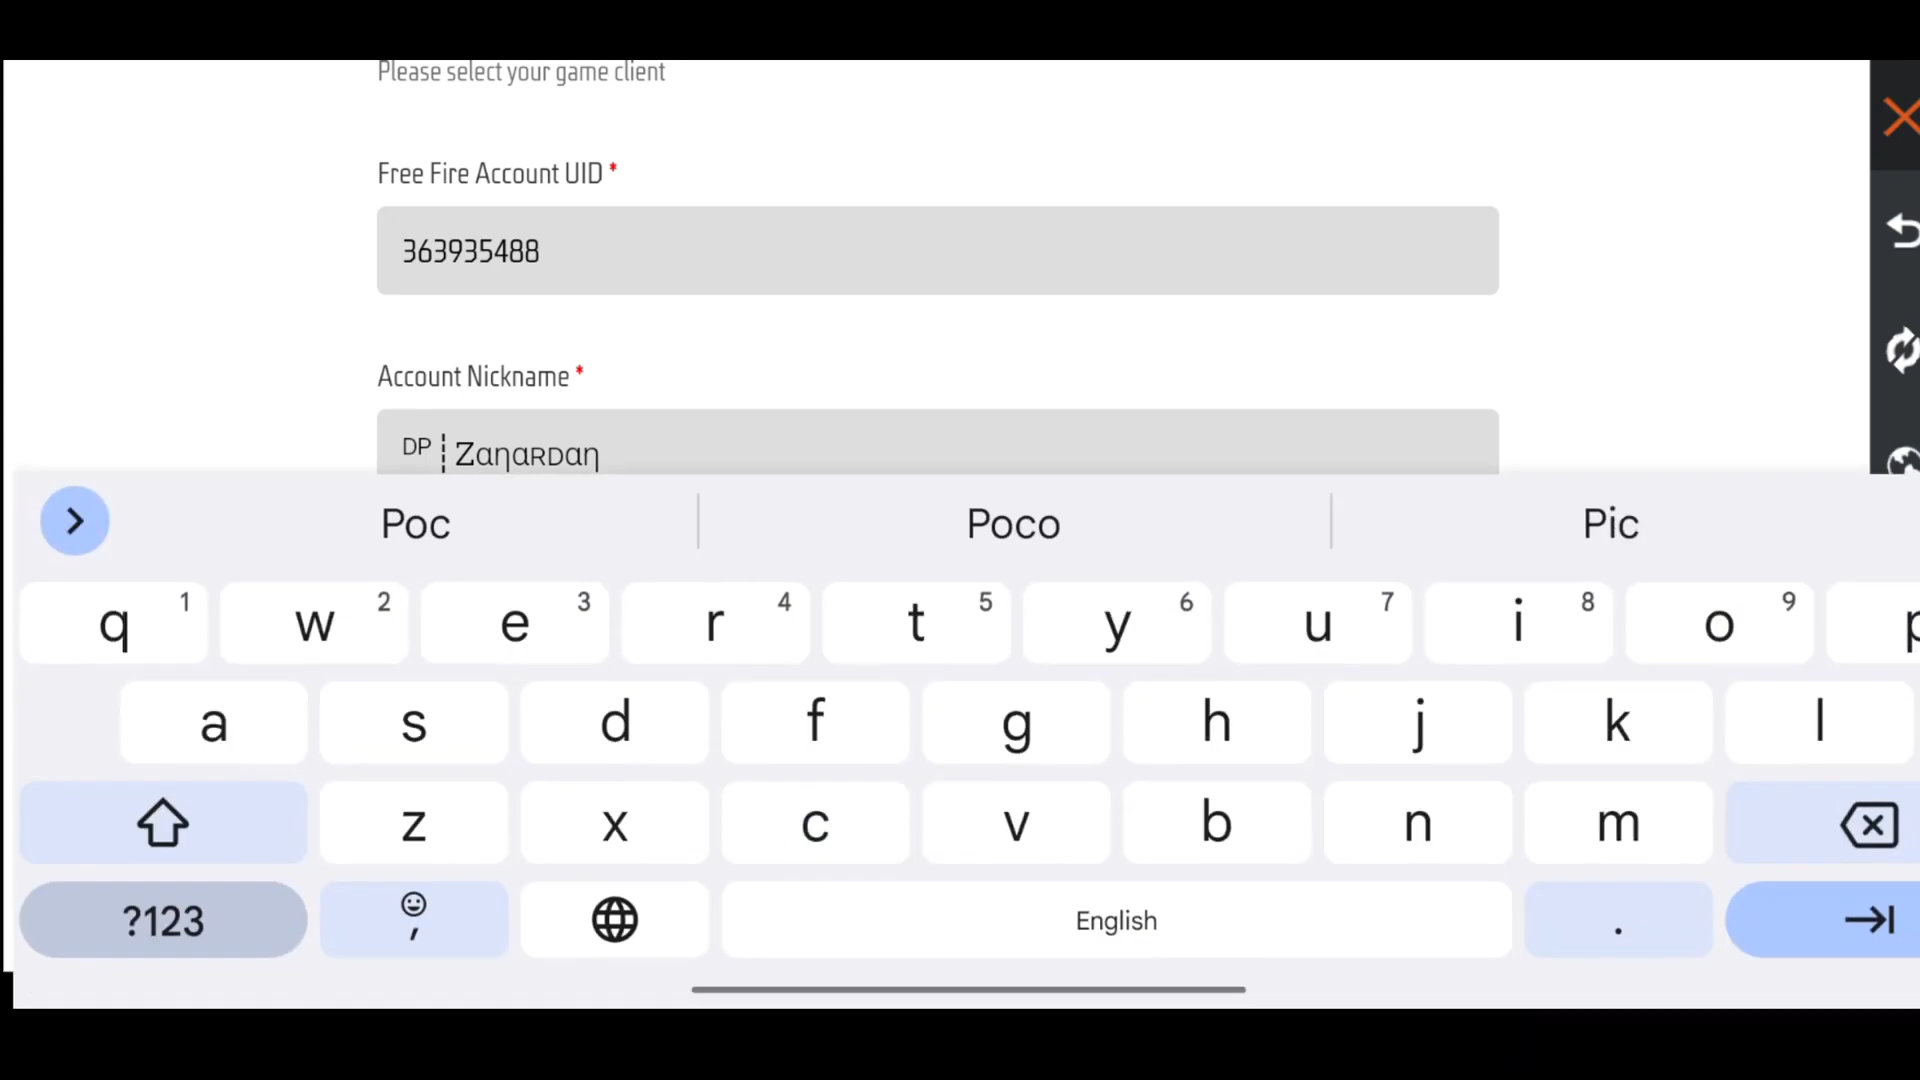 Please select your game client
Free Fire Account UID *
363935488
Account Nickname *
ᴰᴾ ┊ZαηαʀᴅαႢ
Poc Poco Pic
q 1 w 2 e 3 r 4 t 5 y 6 u 7 i 8 o 9 p
a s d f g h j k l
z x c v b n m
?123 , English .